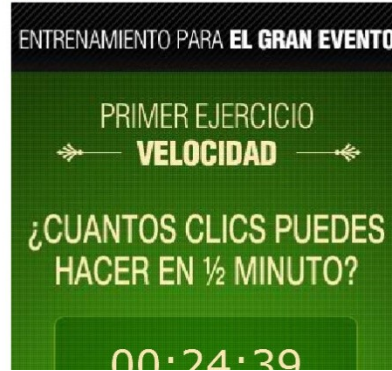 ENTRENAMIENTO PARA EL GRAN EVENTO
PRIMER EJERCICIO
VELOCIDAD
¿CUANTOS CLICS PUEDES
HACER EN ½ MINUTO?
00:24:39